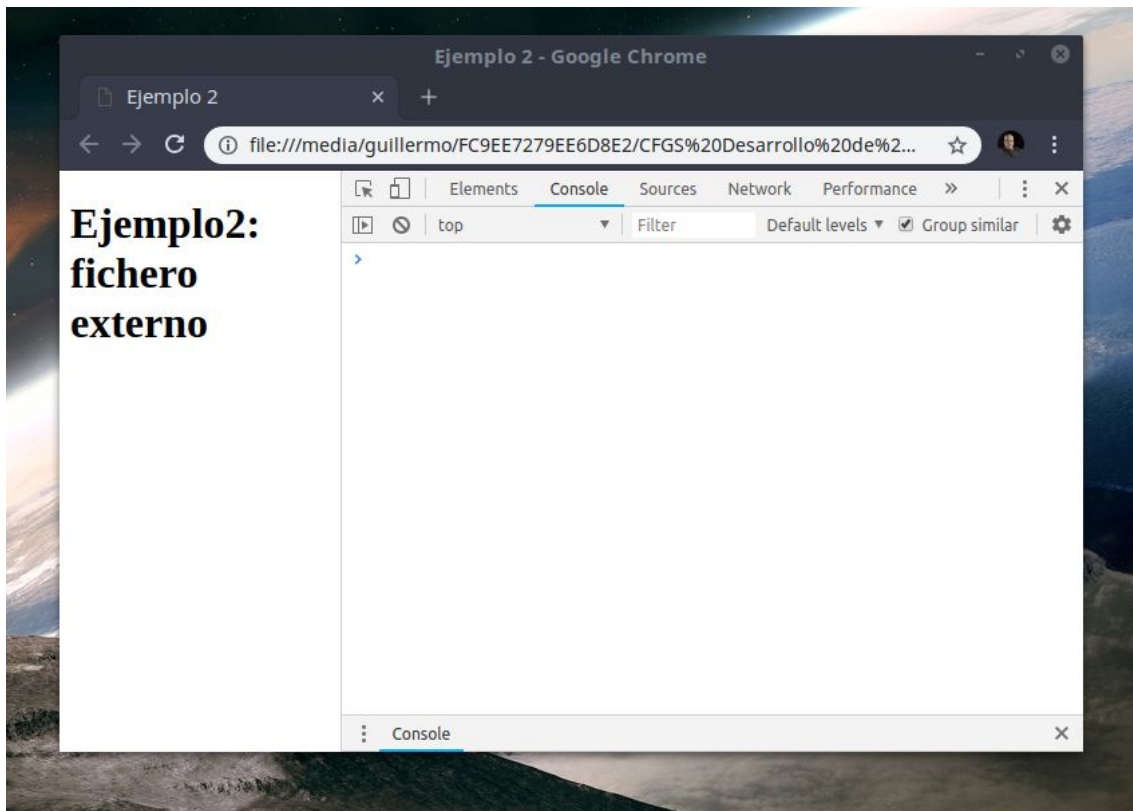 Ejemplo 2 - Google Chrome
Ejemplo 2
file:///media/guillermo/FC9EE7279EE6D8E2/CFGS%20Desarrollo%20de%2...
Elements Console Sources Network Performance »
top Filter Default levels Group similar
Ejemplo2:
fichero
externo
Console